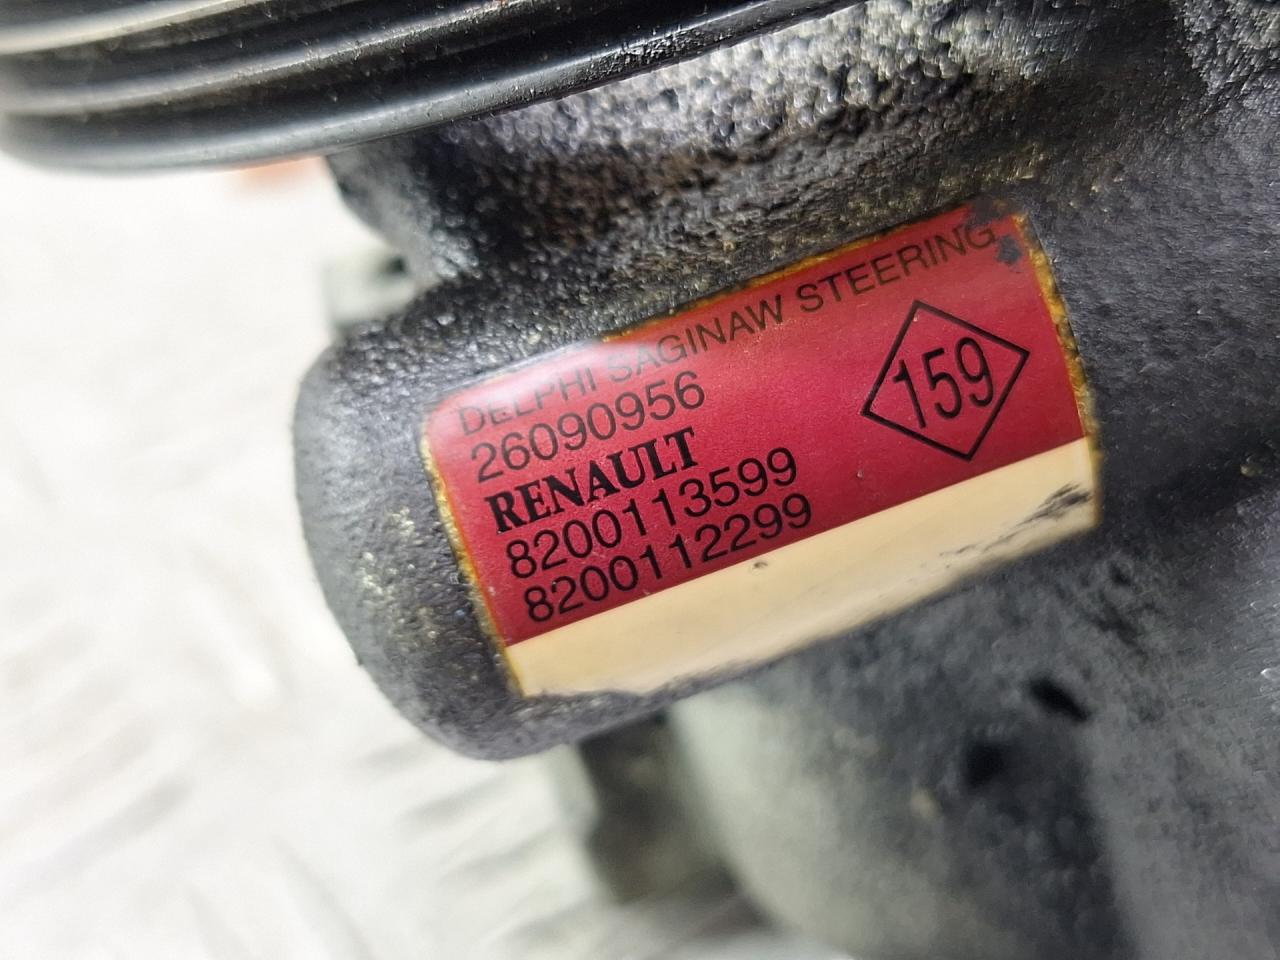 DELPHI SAGINAW STEERING
26090956
RENAULT
8200113599
8200112299
159